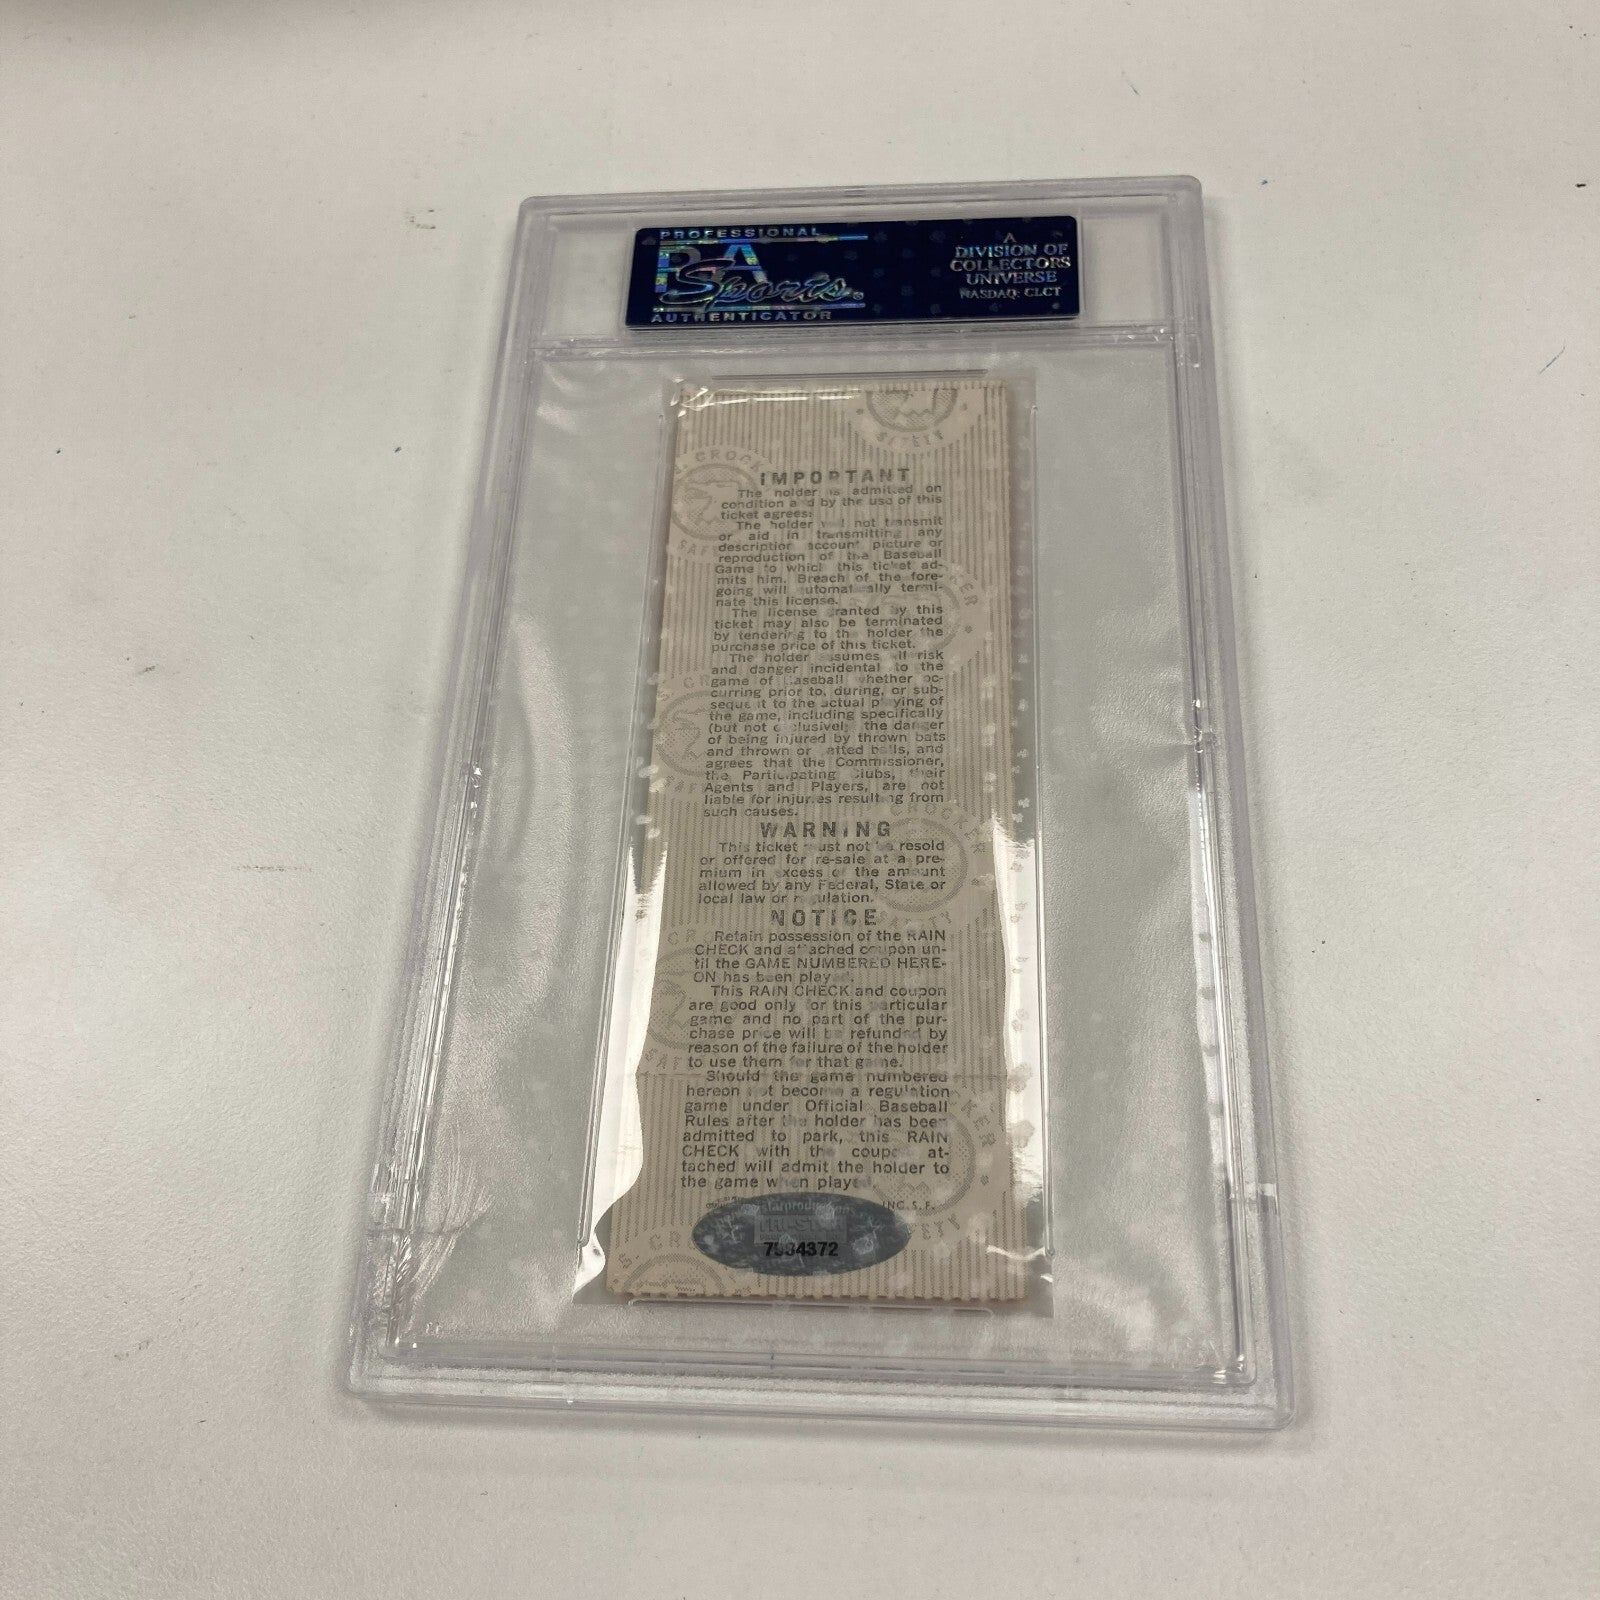 PROFESSIONAL
PSA
Sports
AUTHENTICATOR
A
DIVISION OF
COLLECTORS
UNIVERSE
NASDAQ: CLCT
SAFETY
CROCKER
IMPORTANT
The holder is admitted on
condition and by the use of this
ticket agrees:
The holder will not transmit
or aid in transmitting any
description account picture or
reproduction of the Baseball
Game to which this ticket ad-
mits him. Breach of the fore-
going will automatically termi-
nate this license.
The license granted by this
ticket may also be terminated
by tendering to the holder the
purchase price of this ticket.
The holder assumes all risk
and danger incidental to the
game of Baseball whether oc-
curring prior to, during, or sub-
sequent to the actual playing of
the game, including specifically
(but not exclusively) the danger
of being injured by thrown bats
and thrown or batted balls, and
agrees that the Commissioner,
the Participating Clubs, their
Agents and Players, are not
liable for injuries resulting from
such causes.
WARNING
This ticket must not be resold
or offered for re-sale at a pre-
mium in excess of the amount
allowed by any Federal, State or
local law or regulation.
NOTICE
Retain possession of the RAIN
CHECK and attached coupon un-
til the GAME NUMBERED HERE-
ON has been played.
This RAIN CHECK and coupon
are good only for this particular
game and no part of the pur-
chase price will be refunded by
reason of the failure of the holder
to use them for that game.
Should the game numbered
hereon not become a regulation
game under Official Baseball
Rules after the holder has been
admitted to park, this RAIN
CHECK with the coupon at-
tached will admit the holder to
the game when played.
INC. S.F.
TRI-STAR
7534372